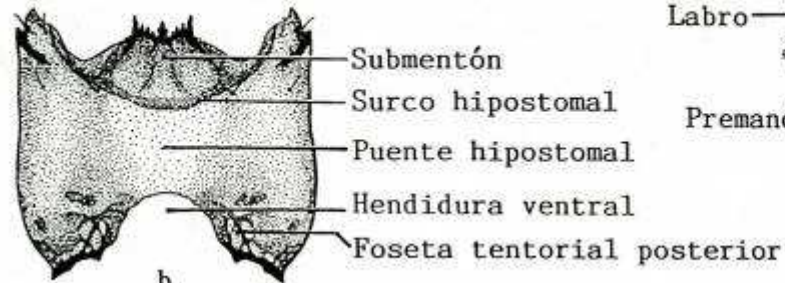 Labro
Submentón
Surco hipostomal
Premand
Puente hipostomal
Hendidura ventral
Foseta tentorial posterior
b